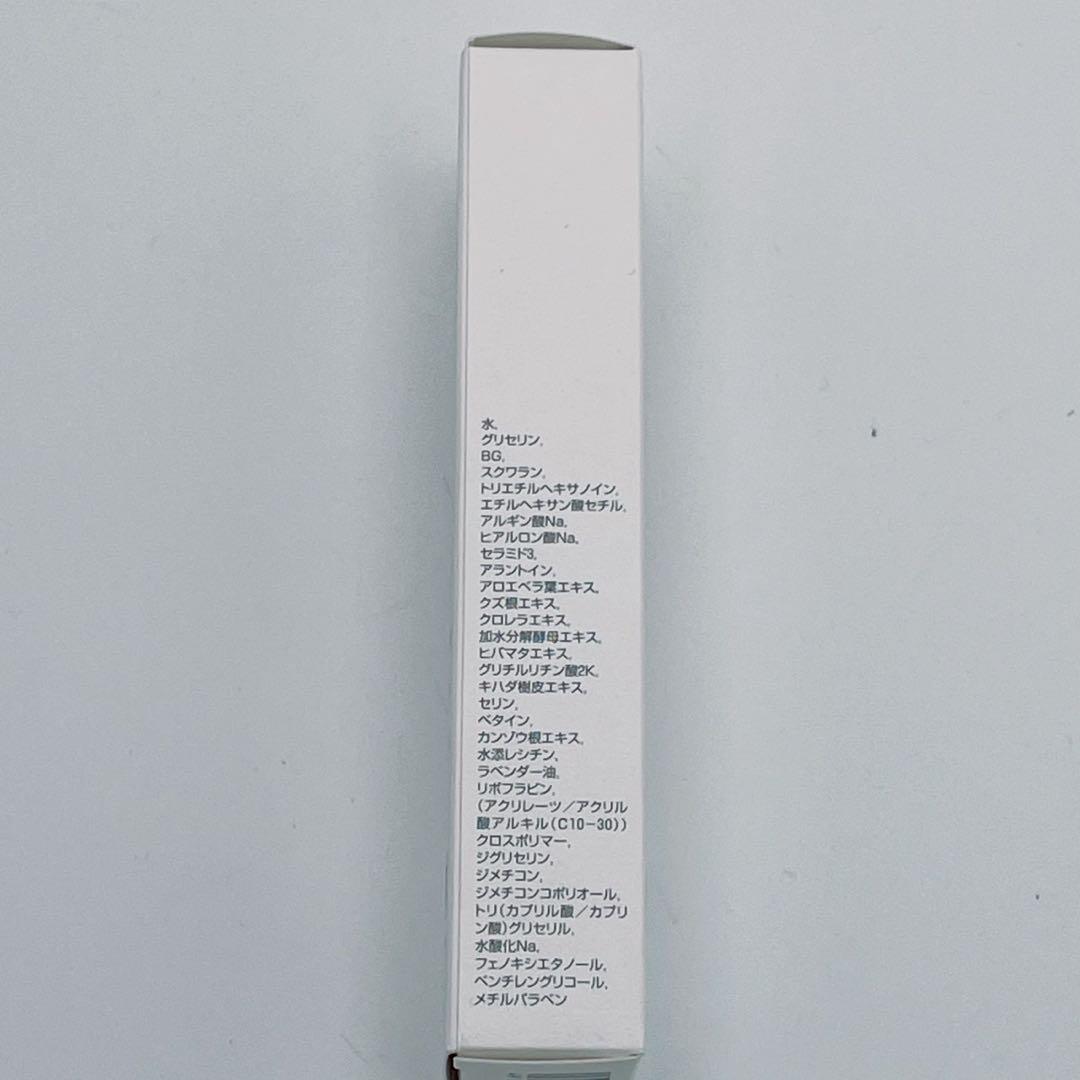 水,
グリセリン,
BG,
スクワラン,
トリエチルヘキサノイン,
エチルヘキサン酸セチル,
アルギン酸Na,
ヒアルロン酸Na,
セラミド3,
アラントイン,
アロエベラ葉エキス,
クズ根エキス,
クロレラエキス,
加水分解酵母エキス,
ヒバマタエキス,
グリチルリチン酸2K,
キハダ樹皮エキス,
セリン,
ベタイン,
カンゾウ根エキス,
水添レシチン,
ラベンダー油,
リボフラビン,
(アクリレーツ/アクリル
酸アルキル(C10-30))
クロスポリマー,
ジグリセリン,
ジメチコン,
ジメチコンコポリオール,
トリ(カプリル酸/カプリ
ン酸)グリセリル,
水酸化Na,
フェノキシエタノール,
ペンチレングリコール,
メチルパラベン